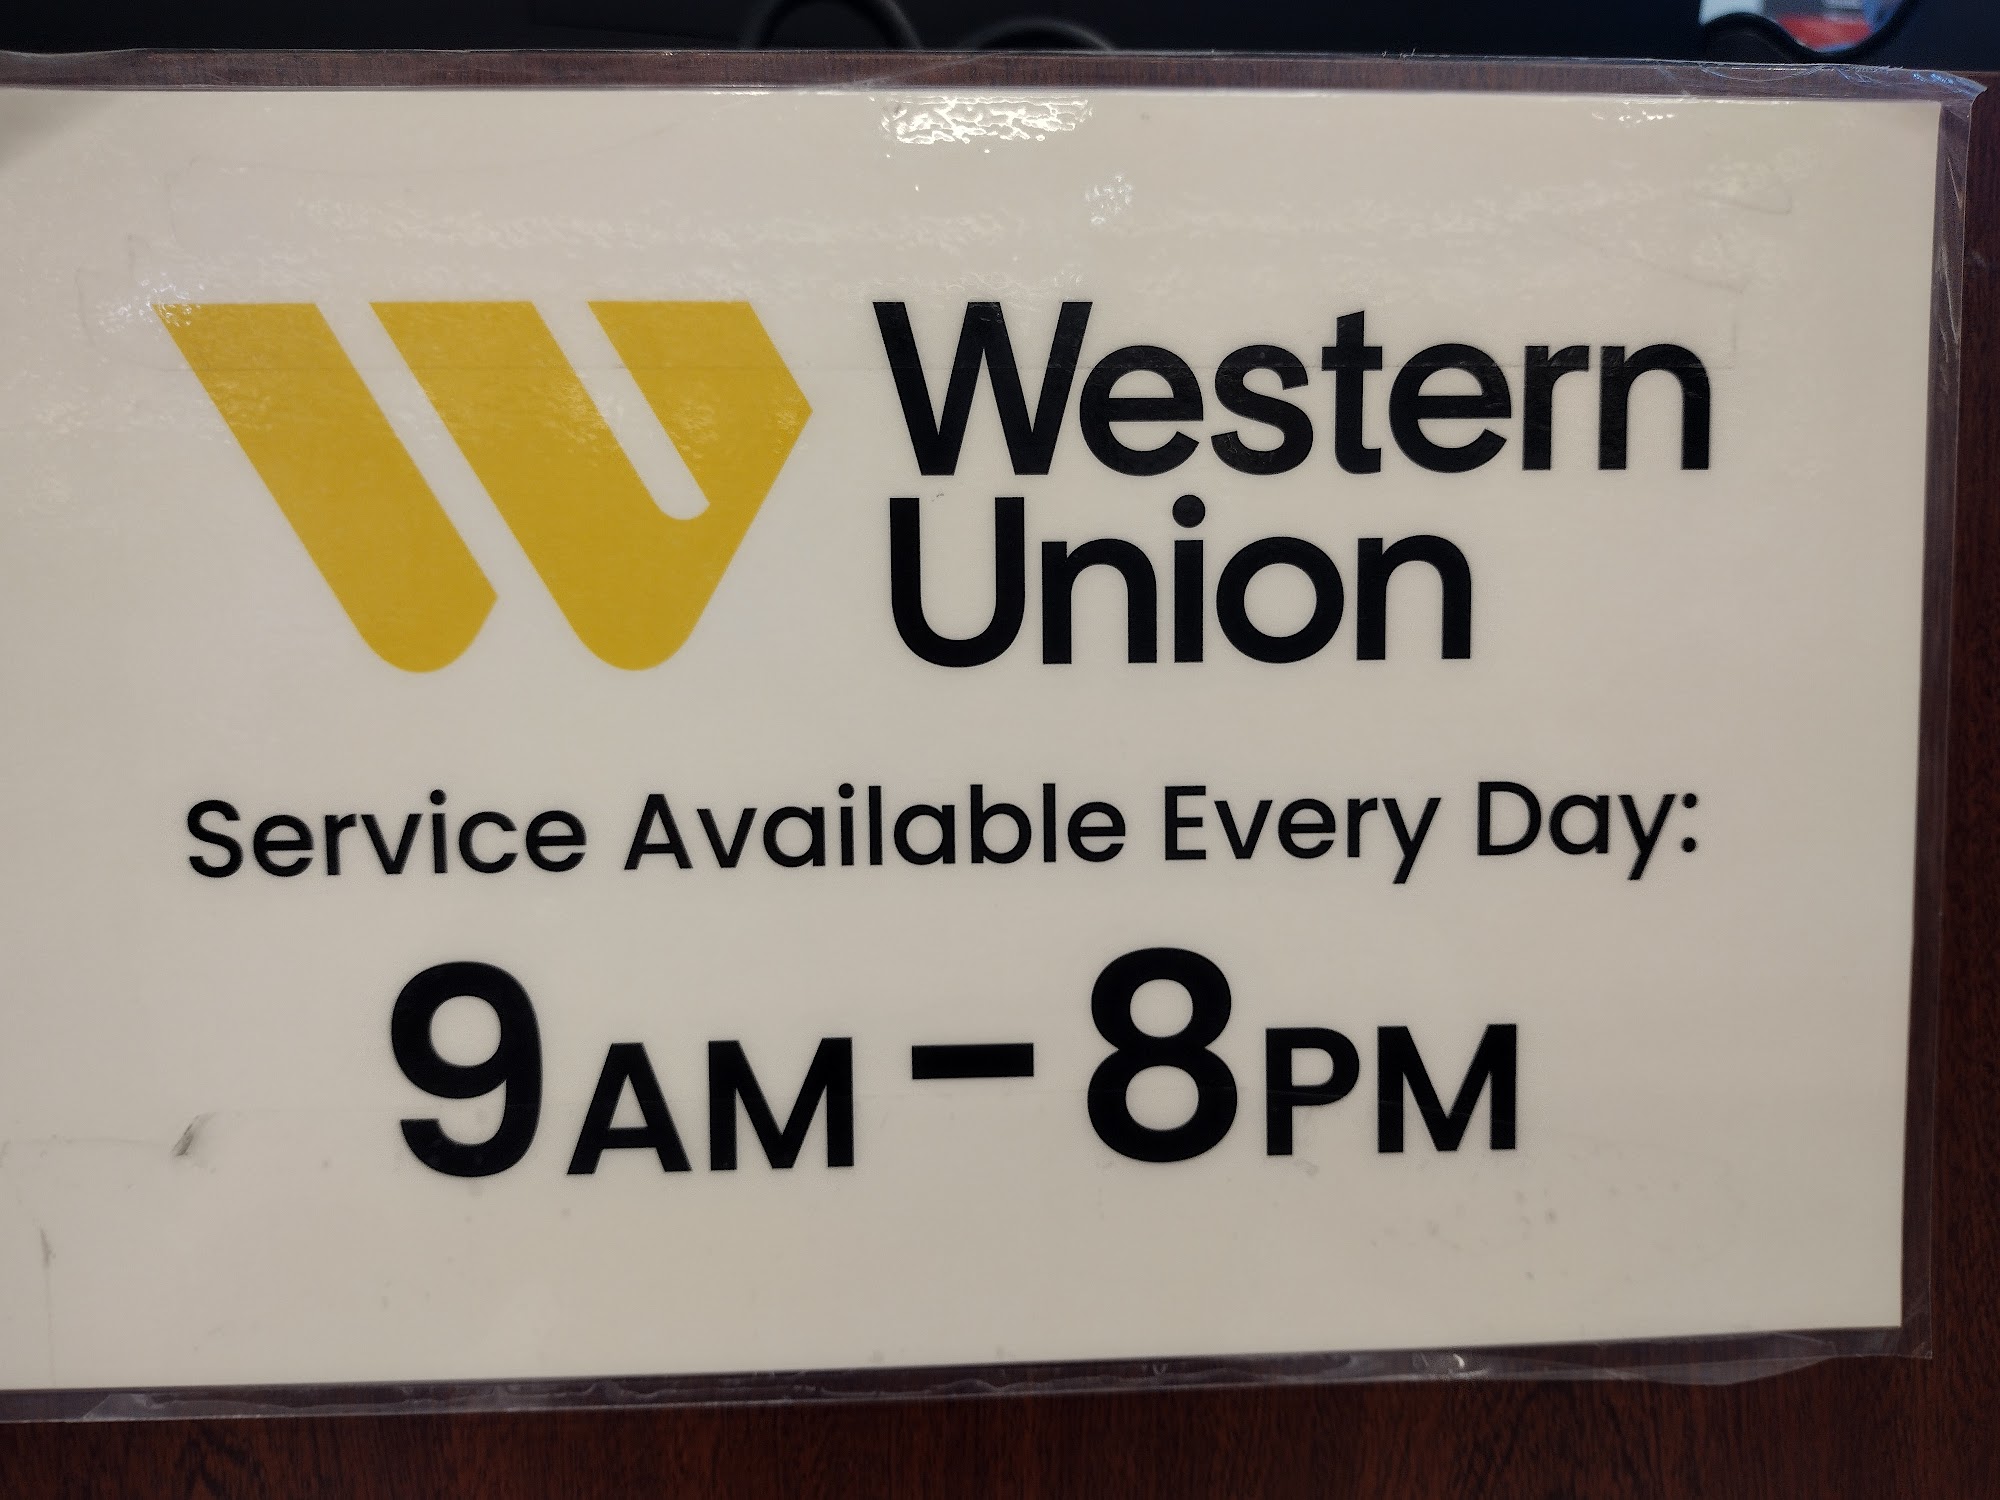 Western
Union
Service Available Every Day:
9AM - 8PM